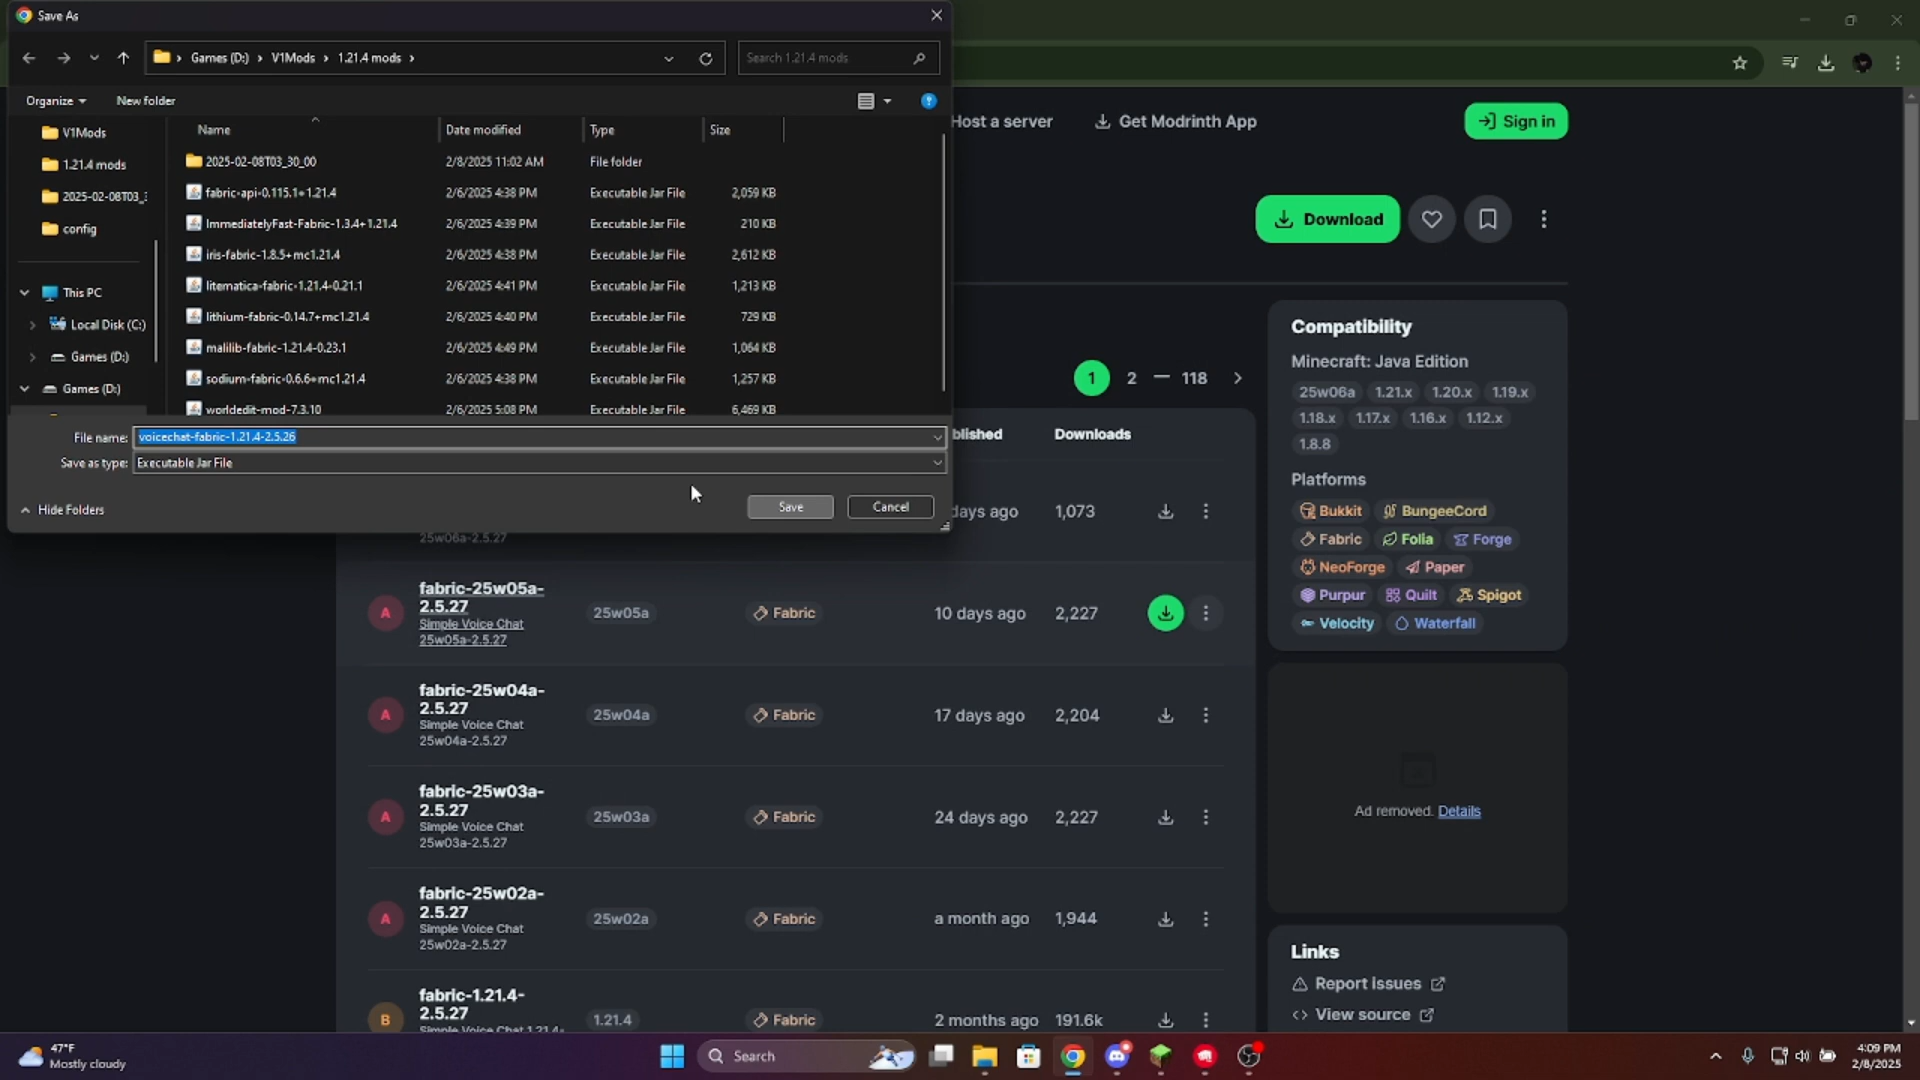 Save As
Games (D:) › V1Mods › 1.21.4 mods ›
Search 1.21.4 mods
Organize
New folder
V1Mods
1.21.4 mods
2025-02-08T03_3
config
This PC
Local Disk (C:)
Games (D:)
Games (D:)
Name Date modified Type Size
2025-02-08T03_30_00 2/8/2025 11:02 AM File folder
fabric-api-0.115.1+1.21.4 2/6/2025 4:38 PM Executable Jar File 2,059 KB
ImmediatelyFast-Fabric-1.3.4+1.21.4 2/6/2025 4:39 PM Executable Jar File 210 KB
iris-fabric-1.8.5+mc1.21.4 2/6/2025 4:38 PM Executable Jar File 2,612 KB
litematica-fabric-1.21.4-0.21.1 2/6/2025 4:41 PM Executable Jar File 1,213 KB
lithium-fabric-0.14.7+mc1.21.4 2/6/2025 4:40 PM Executable Jar File 729 KB
malilib-fabric-1.21.4-0.23.1 2/6/2025 4:49 PM Executable Jar File 1,064 KB
sodium-fabric-0.6.6+mc1.21.4 2/6/2025 4:38 PM Executable Jar File 1,257 KB
worldedit-mod-7.3.10 2/6/2025 5:08 PM Executable Jar File 6,469 KB
File name: voicechat-fabric-1.21.4-2.5.26
Save as type: Executable Jar File
Hide Folders
Save
Cancel
Host a server
Get Modrinth App
Sign in
Download
1 2 — 118
blished
Downloads
days ago 1,073
25w06a-2.5.27
fabric-25w05a-
2.5.27
Simple Voice Chat
25w05a-2.5.27
25w05a Fabric 10 days ago 2,227
fabric-25w04a-
2.5.27
Simple Voice Chat
25w04a-2.5.27
25w04a Fabric 17 days ago 2,204
fabric-25w03a-
2.5.27
Simple Voice Chat
25w03a-2.5.27
25w03a Fabric 24 days ago 2,227
fabric-25w02a-
2.5.27
Simple Voice Chat
25w02a-2.5.27
25w02a Fabric a month ago 1,944
fabric-1.21.4-
2.5.27
Simple Voice Chat 1.21.4-
1.21.4 Fabric 2 months ago 191.6k
A
A
A
A
B
Compatibility
Minecraft: Java Edition
25w06a 1.21.x 1.20.x 1.19.x
1.18.x 1.17.x 1.16.x 1.12.x
1.8.8
Platforms
Bukkit BungeeCord
Fabric Folia Forge
NeoForge Paper
Purpur Quilt Spigot
Velocity Waterfall
Ad removed. Details
Links
Report issues
View source
47°F
Mostly cloudy
Search
4:09 PM
2/8/2025